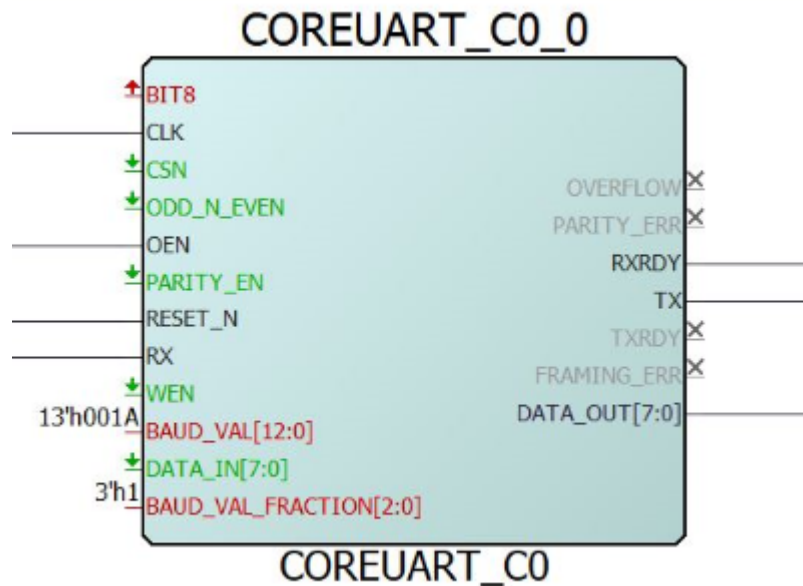 COREUART_C0_0
BIT8
CLK
CSN
ODD_N_EVEN
OEN
PARITY_EN
RESET_N
RX
WEN
13'h001A
BAUD_VAL[12:0]
DATA_IN[7:0]
3'h1
BAUD_VAL_FRACTION[2:0]
OVERFLOW
PARITY_ERR
RXRDY
TX
TXRDY
FRAMING_ERR
DATA_OUT[7:0]
COREUART_C0